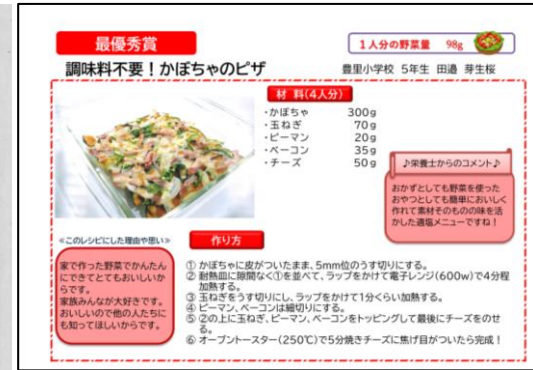 最優秀賞
1人分の野菜量 98g
調味料不要！かぼちゃのピザ
豊里小学校 5年生 田邉 芽生桜
材 料(4人分)
・かぼちゃ 300g
・玉ねぎ 70g
・ピーマン 20g
・ベーコン 35g
・チーズ 50g
♪栄養士からのコメント♪
おかずとしても野菜を使った
おやつとしても簡単においしく
作れて素材そのものの味を活
かした適塩メニューですね！
≪このレシピにした理由や思い≫
家で作った野菜でかんたん
にできてとてもおいしいか
らです。
家族みんなが大好きです。
おいしいので他の人たちに
も知ってほしいからです。
作り方
① かぼちゃに皮がついたまま、5mm位のうす切りにする。
② 耐熱皿に隙間なく①を並べて、ラップをかけて電子レンジ(600w)で4分程
加熱する。
③ 玉ねぎをうす切りにし、ラップをかけて1分くらい加熱する。
④ ピーマン、ベーコンは細切りにする。
⑤ ②の上に玉ねぎ、ピーマン、ベーコンをトッピングして最後にチーズをのせ
る。
⑥ オーブントースター(250℃)で5分焼きチーズに焦げ目がついたら完成！